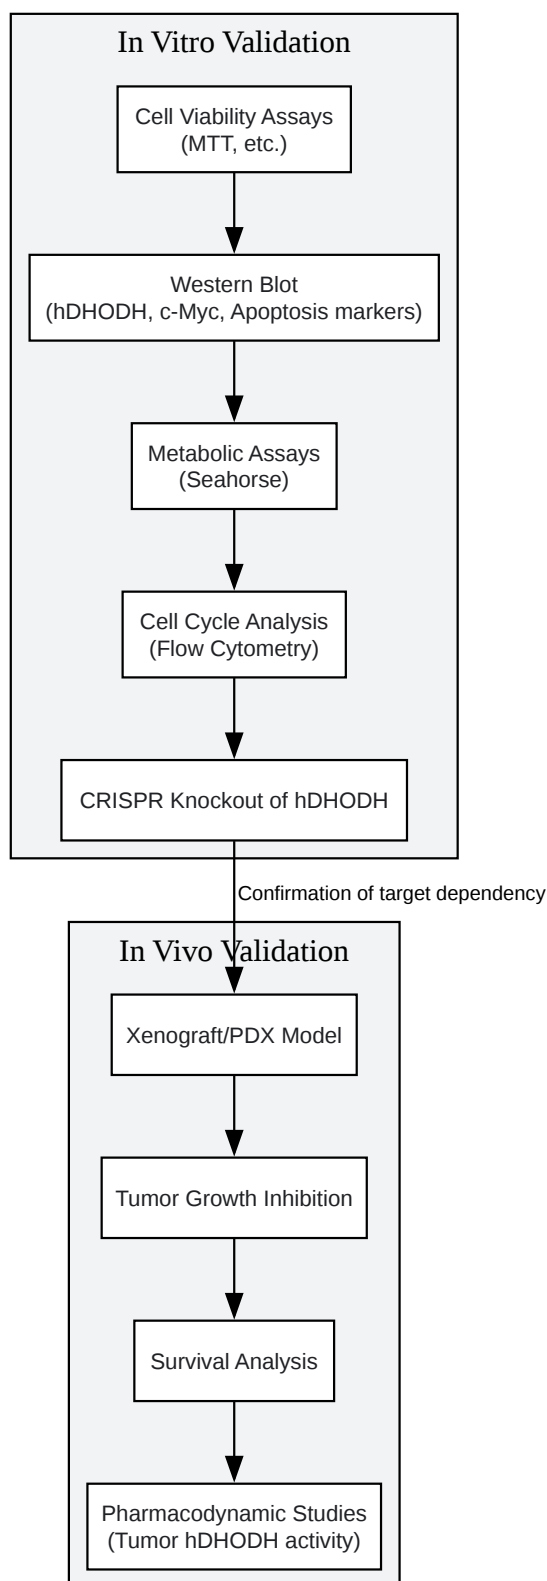 In Vitro Validation
Cell Viability Assays
(MTT, etc.)
Western Blot
(hDHODH, c-Myc, Apoptosis markers)
Metabolic Assays
(Seahorse)
Cell Cycle Analysis
(Flow Cytometry)
CRISPR Knockout of hDHODH
Confirmation of target dependency
In Vivo Validation
Xenograft/PDX Model
Tumor Growth Inhibition
Survival Analysis
Pharmacodynamic Studies
(Tumor hDHODH activity)